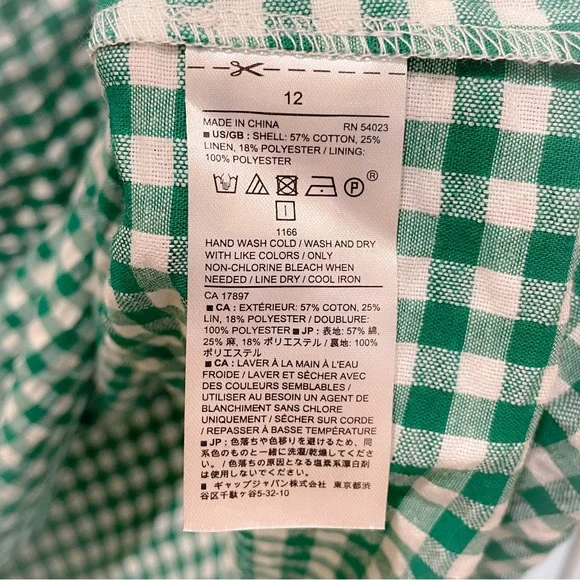 12
MADE IN CHINA RN 54023
■ US/GB : SHELL: 57% COTTON, 25%
LINEN, 18% POLYESTER / LINING:
100% POLYESTER
P ®
1166
HAND WASH COLD / WASH AND DRY
WITH LIKE COLORS / ONLY
NON-CHLORINE BLEACH WHEN
NEEDED / LINE DRY / COOL IRON
CA 17897
■ CA : EXTÉRIEUR: 57% COTON, 25%
LIN, 18% POLYESTER / DOUBLURE:
100% POLYESTER ■ JP : 表地: 57% 綿,
25% 麻, 18% ポリエステル / 裏地: 100%
ポリエステル
■ CA : LAVER À LA MAIN À L'EAU
FROIDE / LAVER ET SÉCHER AVEC
DES COULEURS SEMBLABLES /
UTILISER AU BESOIN UN AGENT DE
BLANCHIMENT SANS CHLORE
UNIQUEMENT / SÉCHER SUR CORDE
/ REPASSER À BASSE TEMPÉRATURE
■ JP : 色落ちや色移りを避けるため、同
系色のものと一緒に洗濯/乾燥してくださ
い。/ 色落ちの原因となる塩素系漂白剤
は使用しないでください。
■ ギャップジャパン株式会社 東京都渋
谷区千駄ヶ谷5-32-10